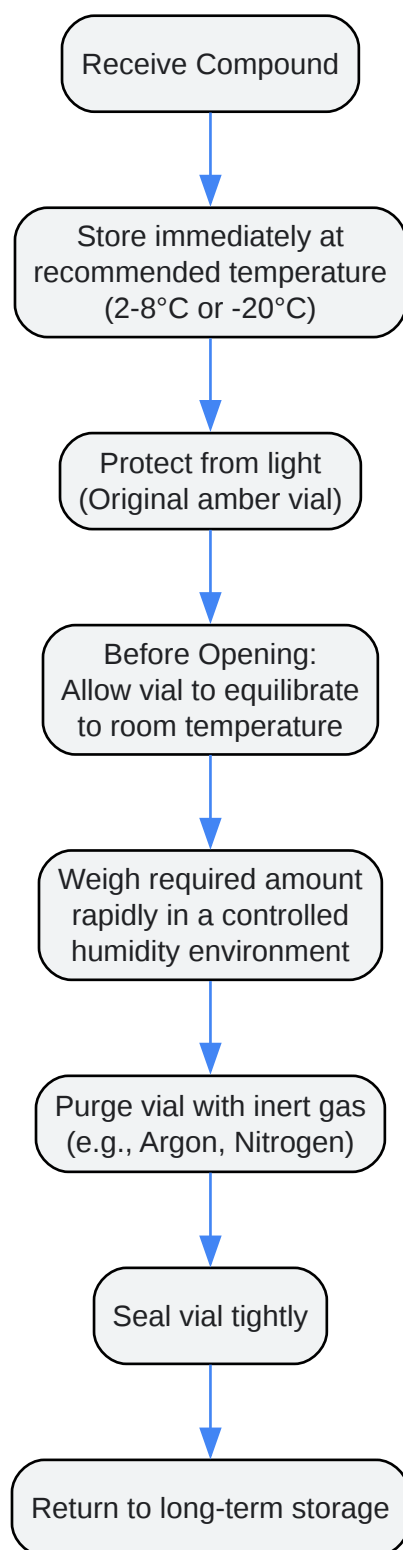 Receive Compound
Store immediately at
recommended temperature
(2-8°C or -20°C)
Protect from light
(Original amber vial)
Before Opening:
Allow vial to equilibrate
to room temperature
Weigh required amount
rapidly in a controlled
humidity environment
Purge vial with inert gas
(e.g., Argon, Nitrogen)
Seal vial tightly
Return to long-term storage